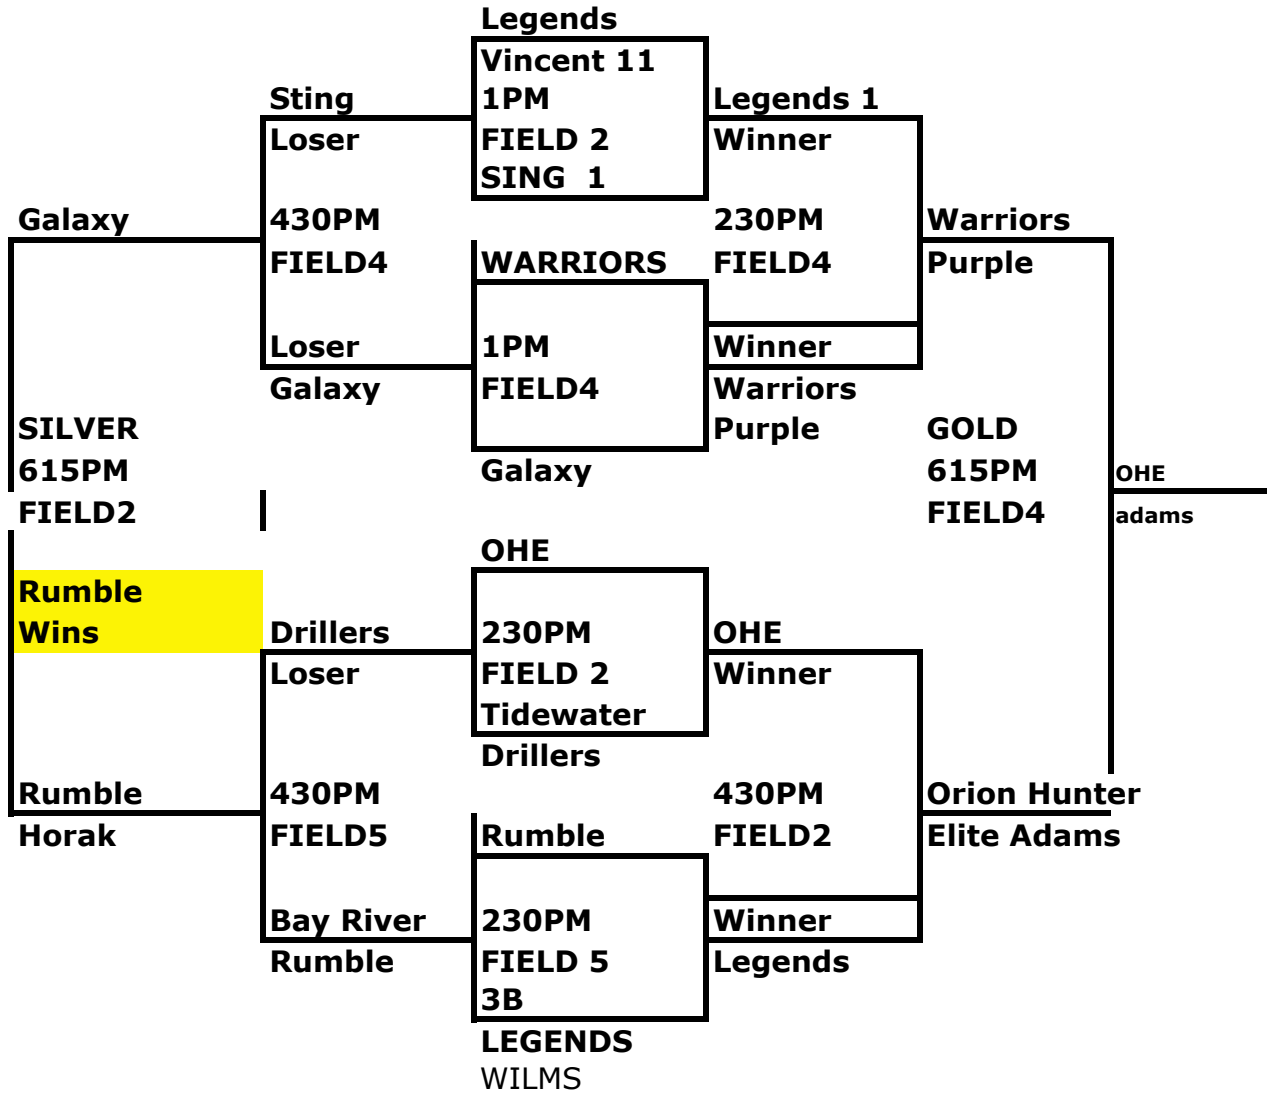 Legends
Vincent 11
Sting
1PM
Legends 1
Loser
FIELD 2
Winner
SING  1
Galaxy
430PM
230PM
Warriors
FIELD4
WARRIORS
FIELD4
Purple
Loser
1PM
Winner
Galaxy
FIELD4
Warriors
SILVER
Purple
GOLD
615PM
Galaxy
615PM
OHE
FIELD2
FIELD4
adams
OHE
Rumble
Wins
Drillers
230PM
OHE
Loser
FIELD 2
Winner
Tidewater
Drillers
Rumble
430PM
430PM
Orion Hunter
Horak
FIELD5
Rumble
FIELD2
Elite Adams
Bay River
230PM
Winner
Rumble
FIELD 5
Legends
3B
LEGENDS
WILMS